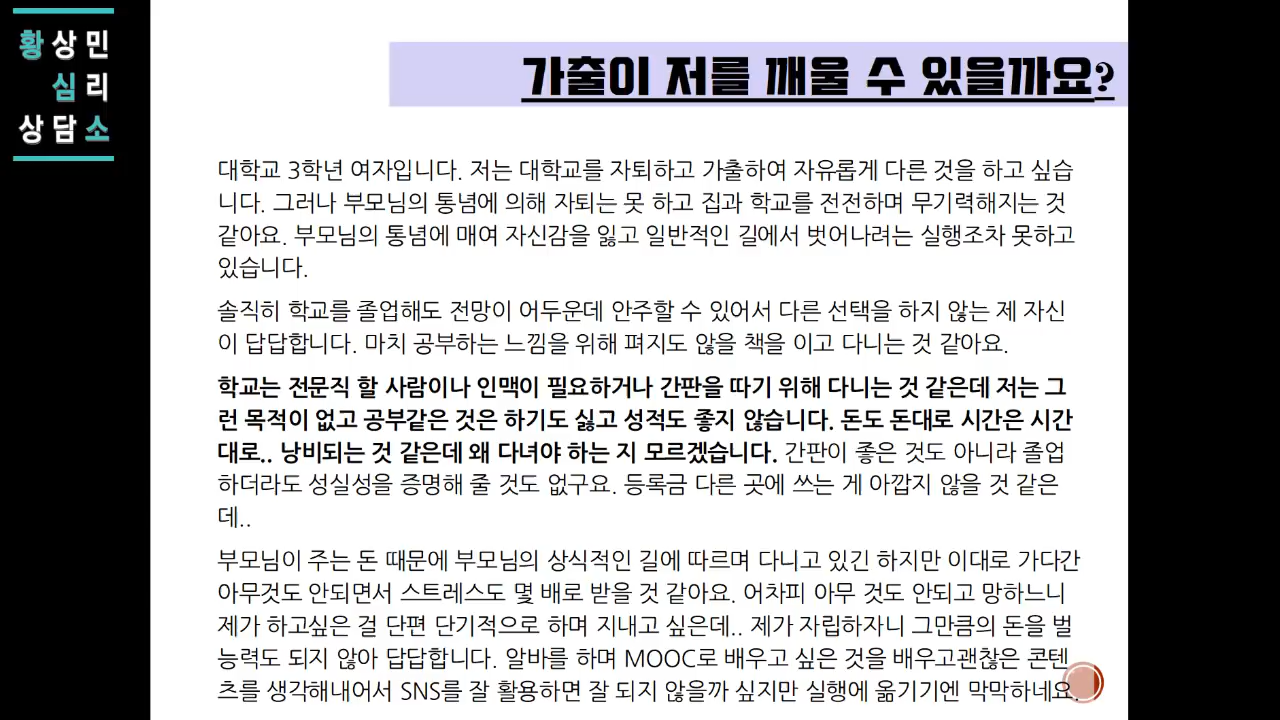 황상민
심리
상담소
가출이 저를 깨울 수 있을까요?
대학교 3학년 여자입니다. 저는 대학교를 자퇴하고 가출하여 자유롭게 다른 것을 하고 싶습
니다. 그러나 부모님의 통념에 의해 자퇴는 못 하고 집과 학교를 전전하며 무기력해지는 것
같아요. 부모님의 통념에 매여 자신감을 잃고 일반적인 길에서 벗어나려는 실행조차 못하고
있습니다.
솔직히 학교를 졸업해도 전망이 어두운데 안주할 수 있어서 다른 선택을 하지 않는 제 자신
이 답답합니다. 마치 공부하는 느낌을 위해 펴지도 않을 책을 이고 다니는 것 같아요.
학교는 전문직 할 사람이나 인맥이 필요하거나 간판을 따기 위해 다니는 것 같은데 저는 그
런 목적이 없고 공부같은 것은 하기도 싫고 성적도 좋지 않습니다. 돈도 돈대로 시간은 시간
대로.. 낭비되는 것 같은데 왜 다녀야 하는 지 모르겠습니다. 간판이 좋은 것도 아니라 졸업
하더라도 성실성을 증명해 줄 것도 없구요. 등록금 다른 곳에 쓰는 게 아깝지 않을 것 같은
데..
부모님이 주는 돈 때문에 부모님의 상식적인 길에 따르며 다니고 있긴 하지만 이대로 가다간
아무것도 안되면서 스트레스도 몇 배로 받을 것 같아요. 어차피 아무 것도 안되고 망하느니
제가 하고싶은 걸 단편 단기적으로 하며 지내고 싶은데.. 제가 자립하자니 그만큼의 돈을 벌
능력도 되지 않아 답답합니다. 알바를 하며 MOOC로 배우고 싶은 것을 배우고괜찮은 콘텐
츠를 생각해내어서 SNS를 잘 활용하면 잘 되지 않을까 싶지만 실행에 옮기기엔 막막하네요.